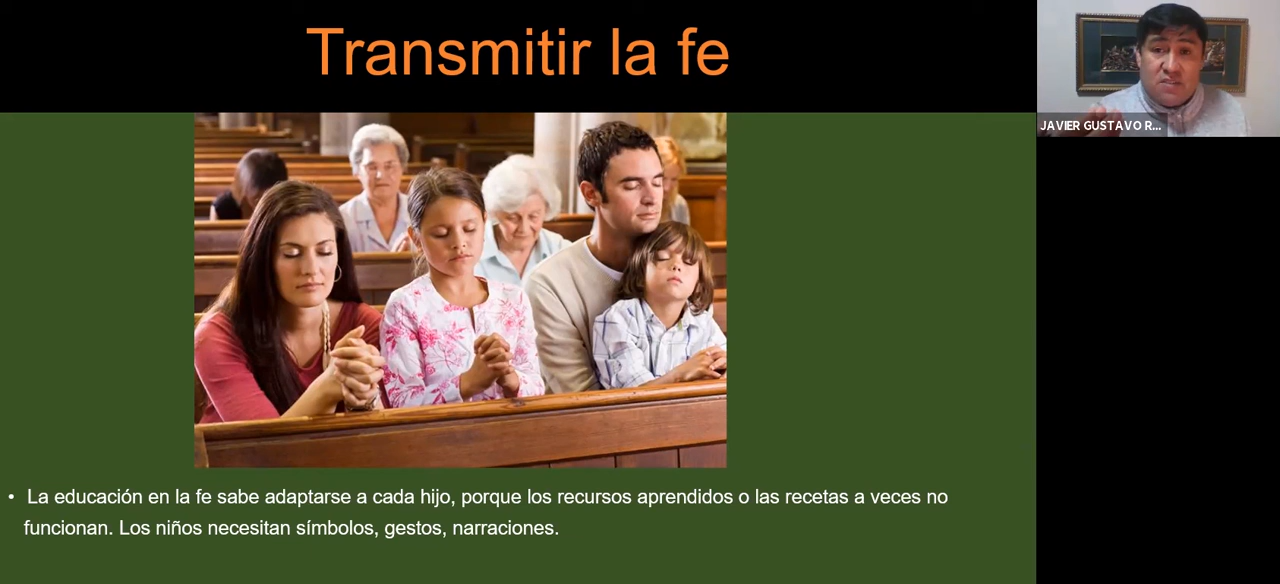 Transmitir la fe
JAVIER GUSTAVO R...
• La educación en la fe sabe adaptarse a cada hijo, porque los recursos aprendidos o las recetas a veces no
funcionan. Los niños necesitan símbolos, gestos, narraciones.